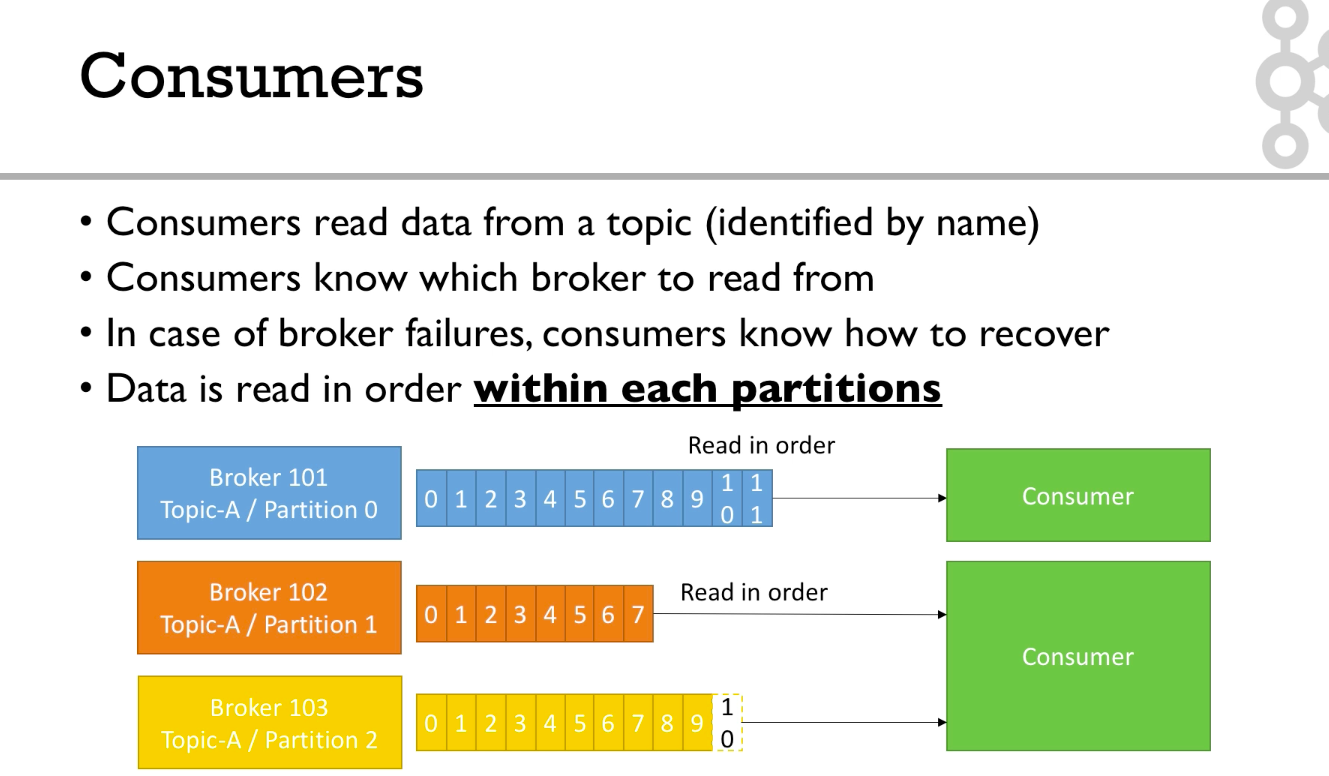 Consumers
• Consumers read data from a topic (identified by name)
• Consumers know which broker to read from
• In case of broker failures, consumers know how to recover
• Data is read in order within each partitions
Read in order
Broker 101
Topic-A / Partition 0
0 1 2 3 4 5 6 7 8 9 10 11
Consumer
Broker 102
Topic-A / Partition 1
0 1 2 3 4 5 6 7
Read in order
Consumer
Broker 103
Topic-A / Partition 2
0 1 2 3 4 5 6 7 8 9 10